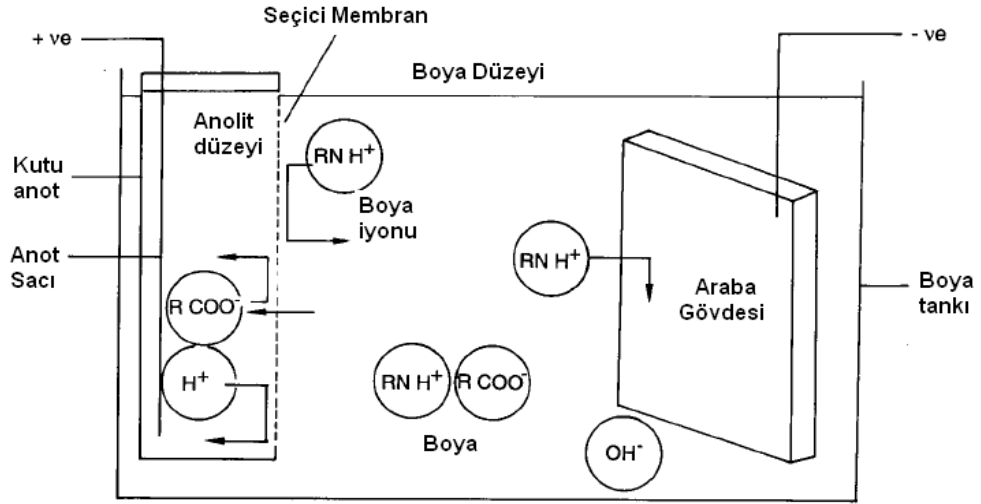 Seçici Membran
+ ve
- ve
Boya Düzeyi
Anolit
düzeyi
RN H+
Kutu
anot
Boya
iyonu
RN H+
Anot
Sacı
Araba
Gövdesi
Boya
tankı
R COO-
H+
RN H+
R COO-
Boya
OH-